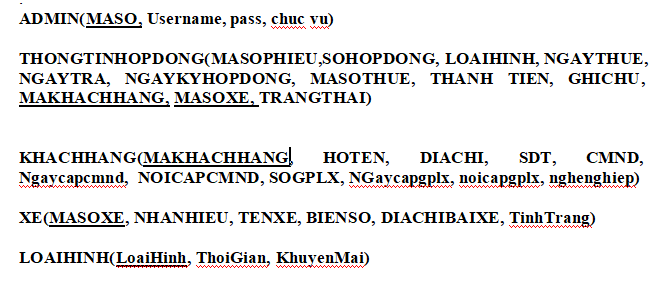 ADMIN(MASO, Username, pass, chuc vu)
THONGTINHOPDONG(MASOPHIEU,SOHOPDONG, LOAIHINH, NGAYTHUE,
NGAYTRA, NGAYKYHOPDONG, MASOTHUE, THANH TIEN, GHICHU,
MAKHACHHANG, MASOXE, TRANGTHAI)
KHACHHANG(MAKHACHHANG, HOTEN, DIACHI, SDT, CMND,
Ngaycapcmnd, NOICAPCMND, SOGPLX, NGaycapgplx, noicapgplx, nghenghiep)
XE(MASOXE, NHANHIEU, TENXE, BIENSO, DIACHIBAIXE, TinhTrang)
LOAIHINH(LoaiHinh, ThoiGian, KhuyenMai)